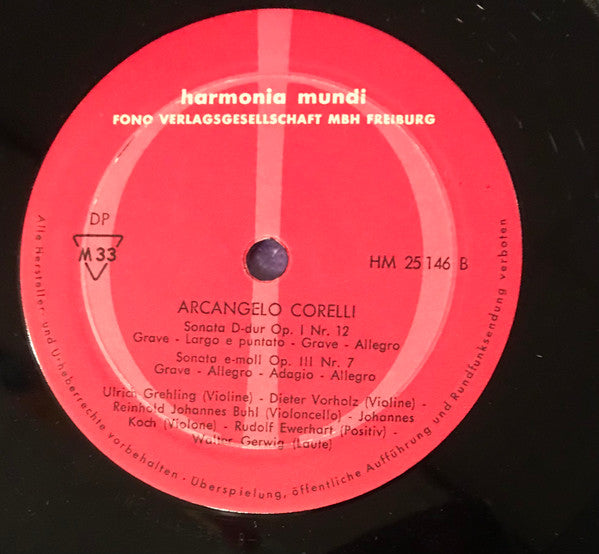 harmonia mundi
FONO VERLAGSGESELLSCHAFT MBH FREIBURG
DP
M 33
HM 25 146 B
ARCANGELO CORELLI
Sonata D-dur Op. I Nr. 12
Grave - Largo e puntato - Grave - Allegro
Sonata e-moll Op. III Nr. 7
Grave - Allegro - Adagio - Allegro
Ulrich Grehling (Violine) - Dieter Vorholz (Violine) -
Reinhold Johannes Buhl (Violoncello) - Johannes
Koch (Violone) - Rudolf Ewerhart (Positiv) -
Walter Gerwig (Laute)
Alle Hersteller- und Urheberrechte vorbehalten - Überspielung, öffentliche Aufführung und Rundfunksendung verboten